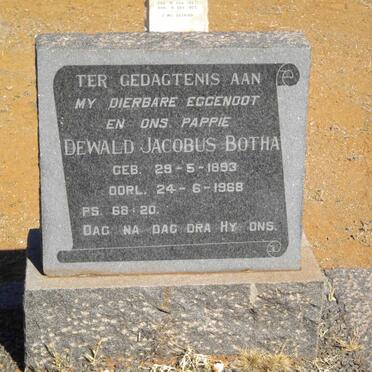 TER GEDAGTENIS AAN
MY DIERBARE EGGENOOT
EN ONS PAPPIE
DEWALD JACOBUS BOTHA
GEB. 29-5-1893
OORL. 24-6-1968
PS. 68:20.
DAG NA DAG DRA HY ONS.